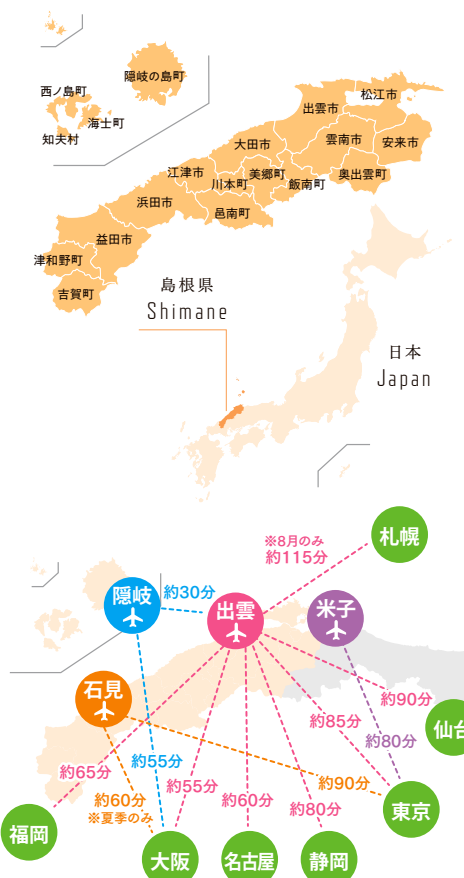 隠岐の島町
西ノ島町
海士町
知夫村
松江市
出雲市
雲南市
安来市
大田市
奥出雲町
美郷町
飯南町
江津市
川本町
邑南町
浜田市
益田市
津和野町
吉賀町
島根県
Shimane
日本
Japan
札幌
※8月のみ
約115分
隠岐
約30分
出雲
米子
石見
約90分
仙台
約85分
約80分
約65分
約55分
約55分
約90分
約60分
※夏季のみ
約60分
約80分
福岡
大阪
名古屋
静岡
東京